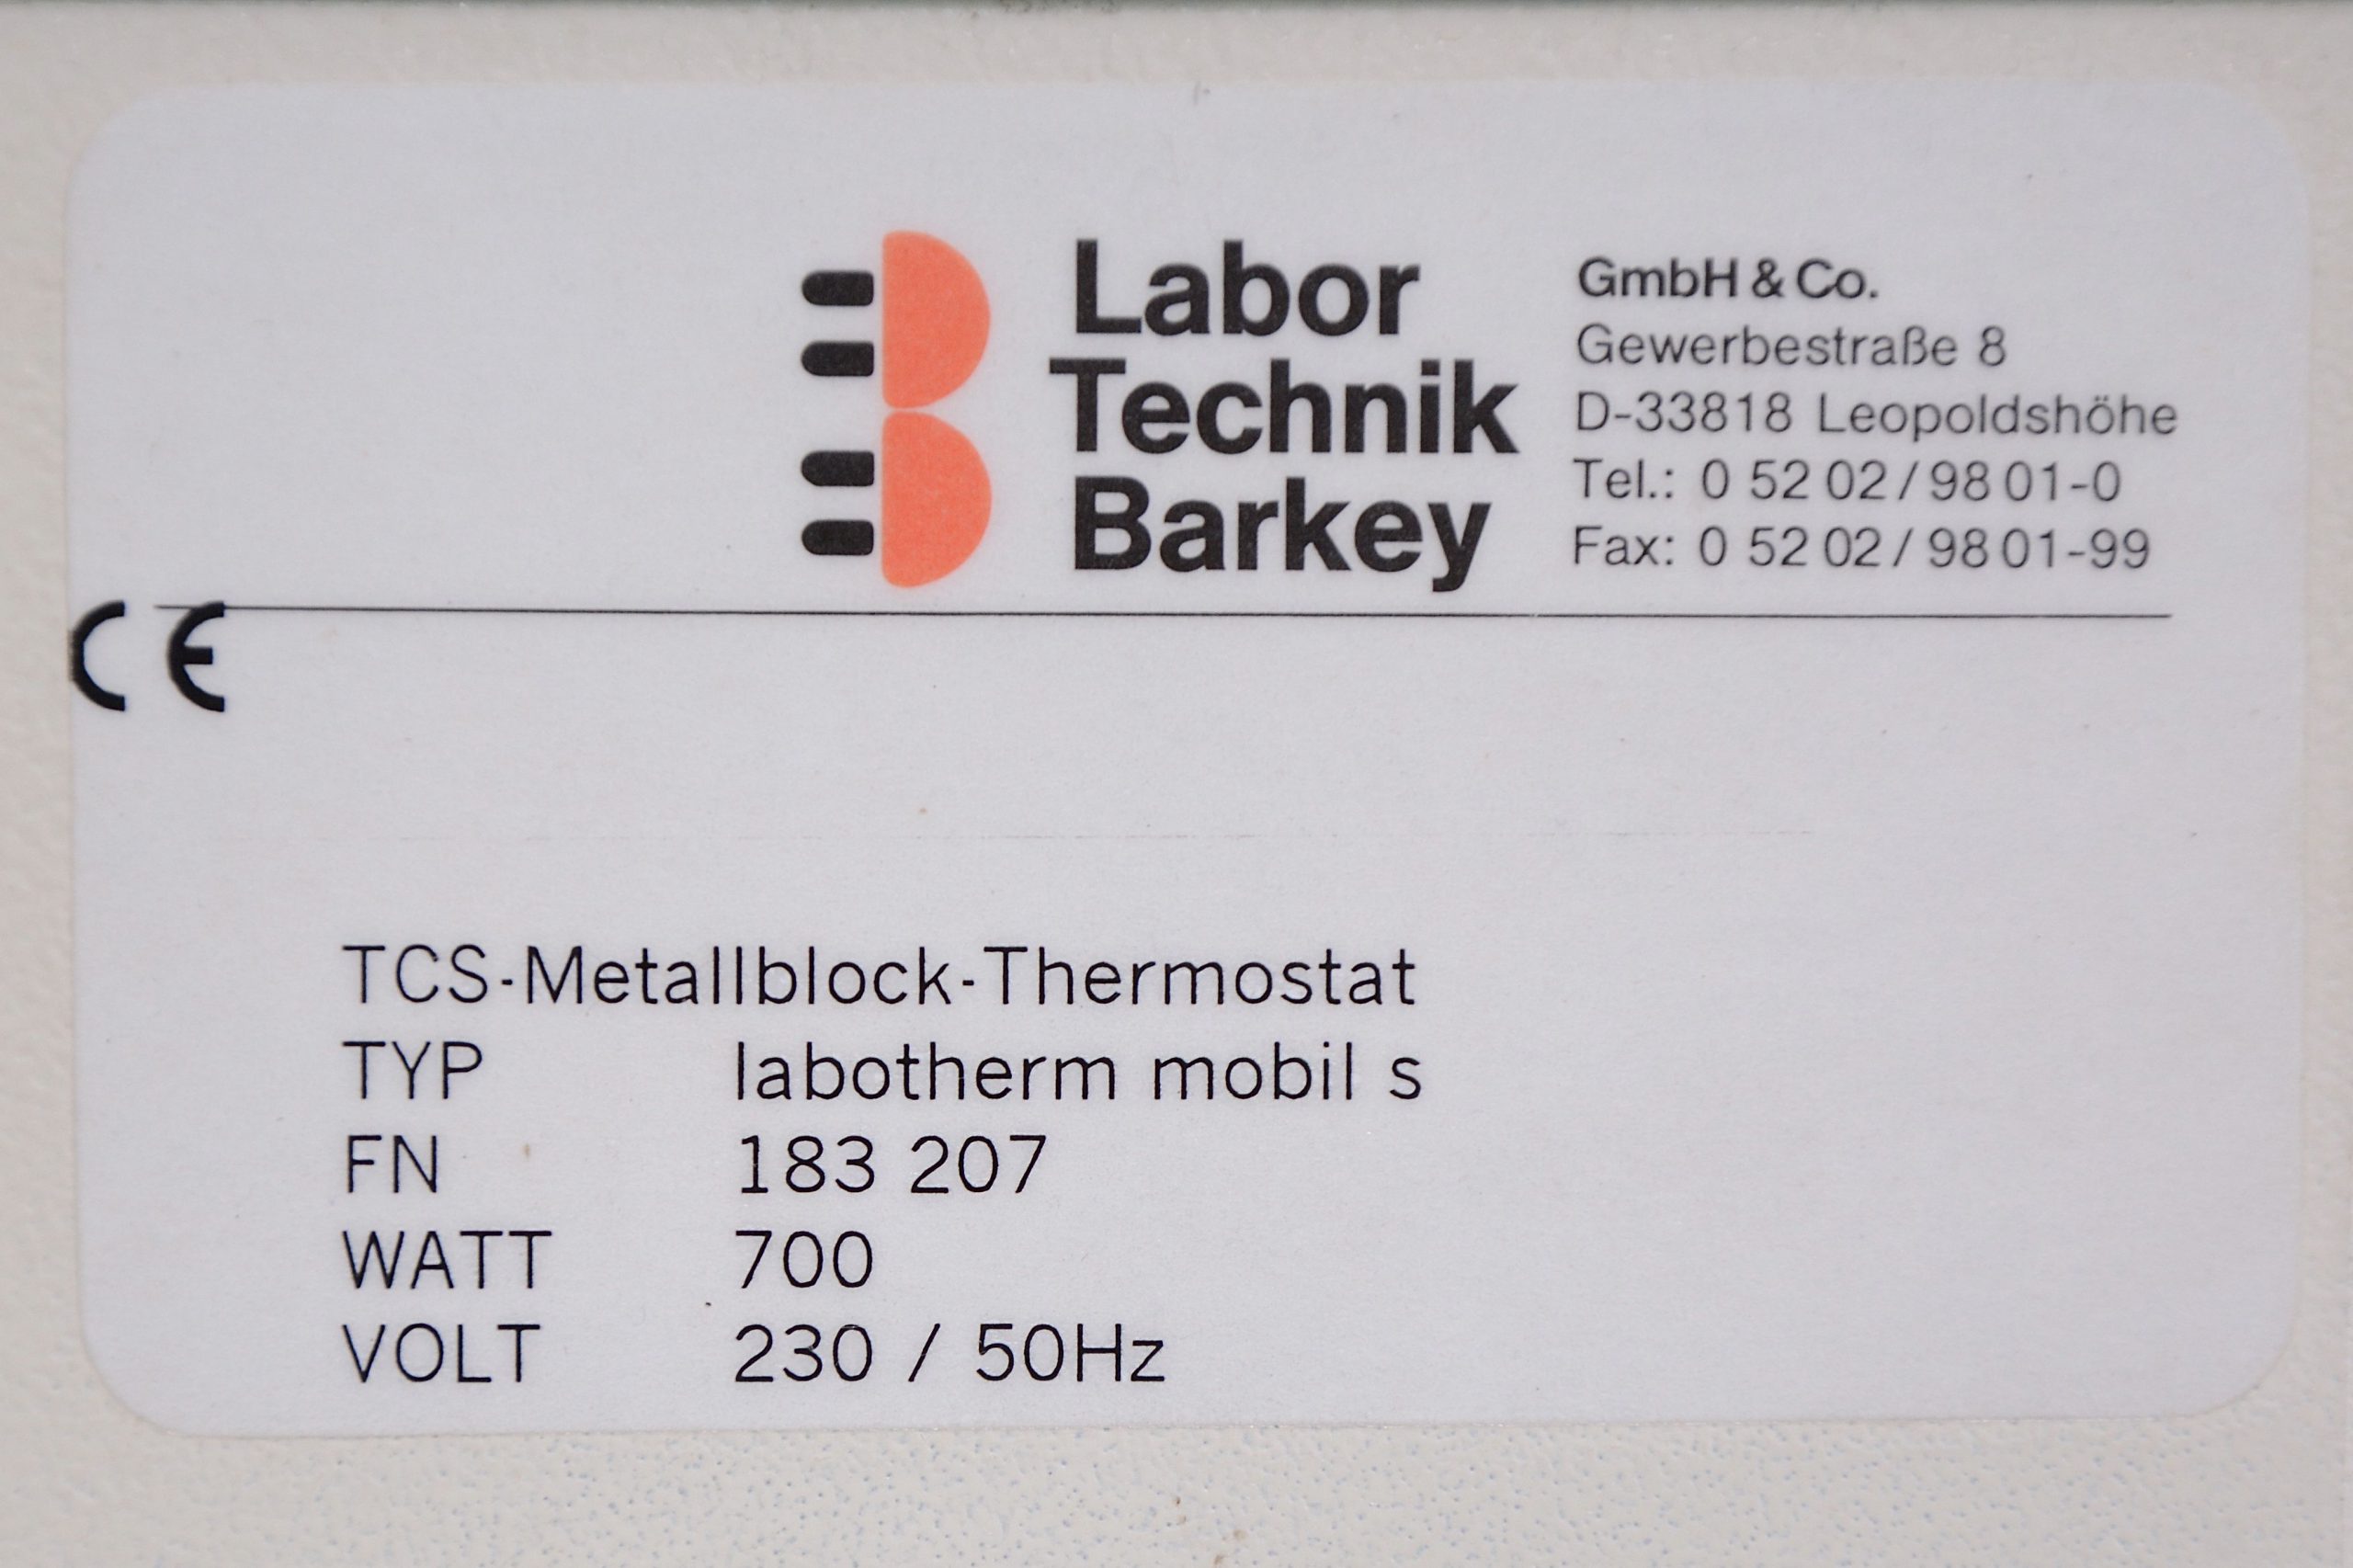 Labor
Technik
Barkey
GmbH & Co.
Gewerbestraße 8
D-33818 Leopoldshöhe
Tel.: 0 52 02 / 98 01-0
Fax: 0 52 02 / 98 01-99
CE
TCS-Metallblock-Thermostat
TYP labotherm mobil s
FN 183 207
WATT 700
VOLT 230 / 50Hz